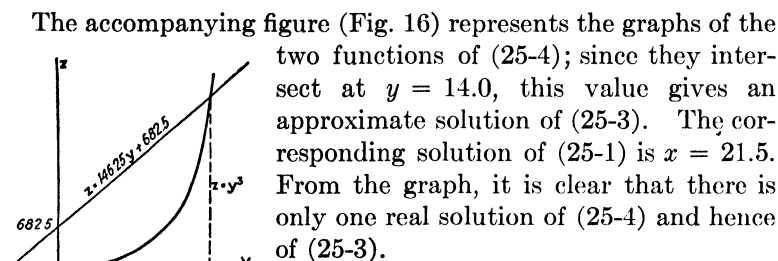 The accompanying figure (Fig. 16) represents the graphs of the
two functions of (25-4); since they inter-
sect at y = 14.0, this value gives an
approximate solution of (25-3). The cor-
responding solution of (25-1) is x = 21.5.
From the graph, it is clear that there is
only one real solution of (25-4) and hence
of (25-3).
z
z=146.25y+682.5
z=y³
682.5
y